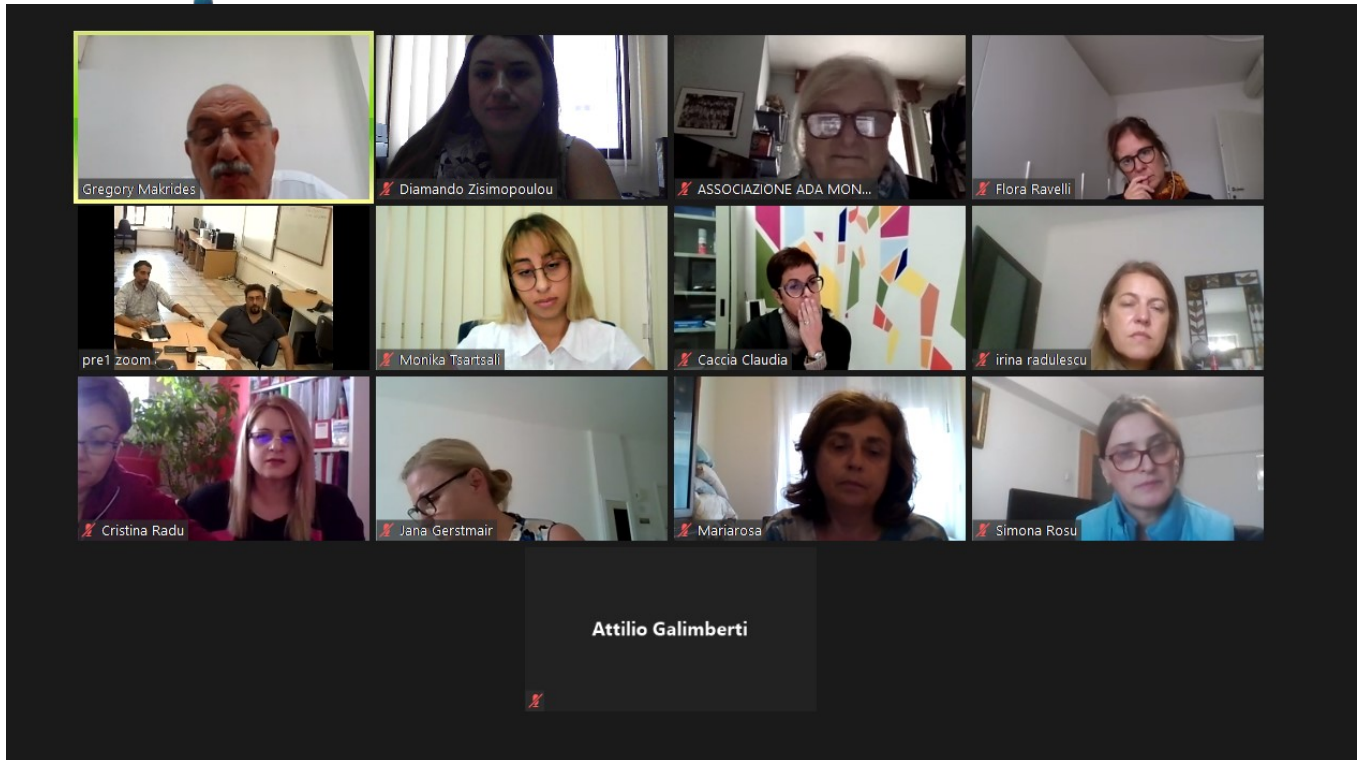 Gregory Makrides
Diamando Zisimopoulou
ASSOCIAZIONE ADA MON...
Flora Ravelli
pre1 zoom
Monika Tsartsali
Caccia Claudia
irina radulescu
Cristina Radu
Jana Gerstmair
Mariarosa
Simona Rosu
Attilio Galimberti